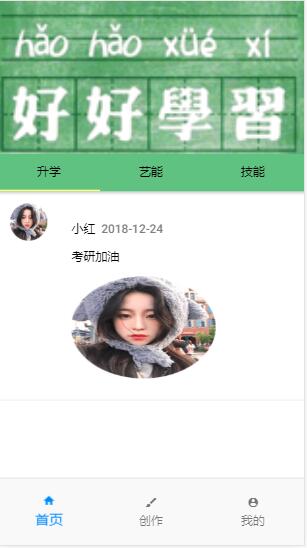 hǎo hǎo xüé xí
好好學習
升学 艺能 技能
小红 2018-12-24
考研加油
首页 创作 我的